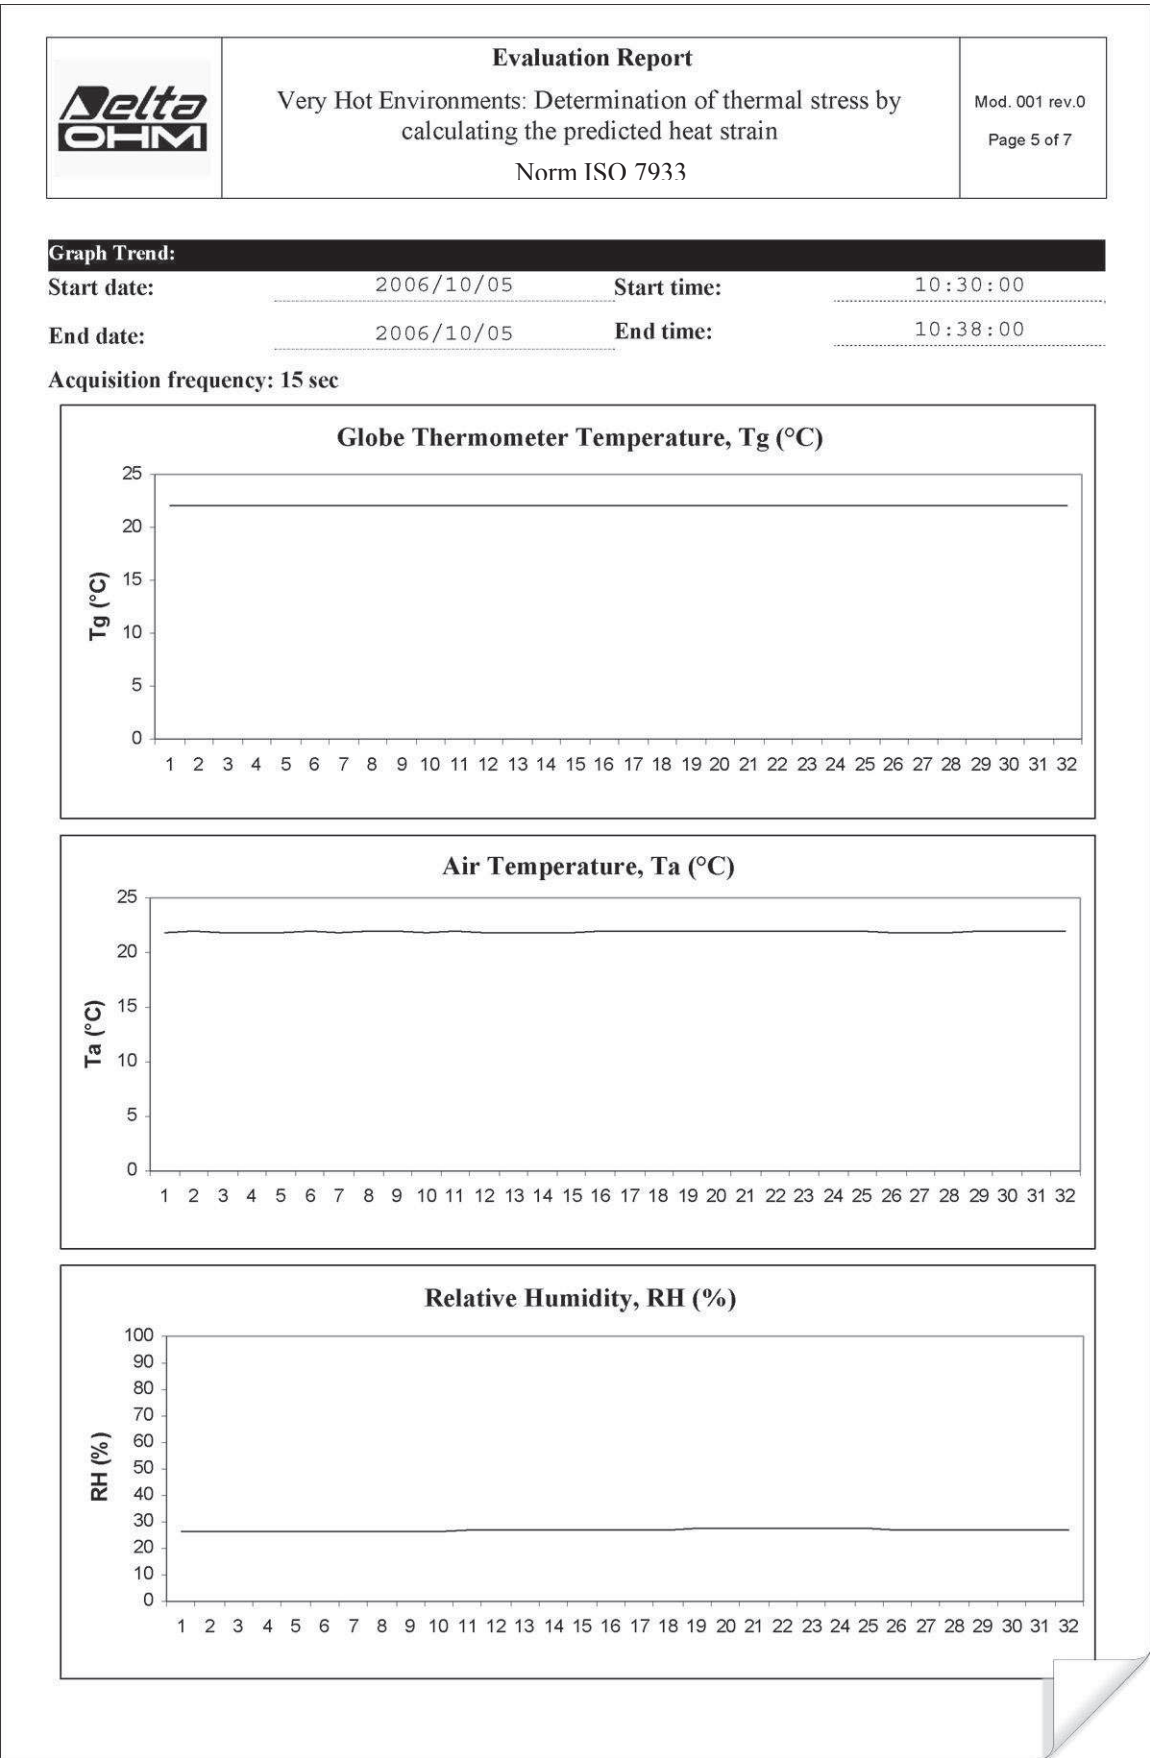 Delta
OHM
Evaluation Report
Very Hot Environments: Determination of thermal stress by
calculating the predicted heat strain
Norm ISO 7933
Mod. 001 rev.0
Page 5 of 7
Graph Trend:
Start date: 2006/10/05 Start time: 10:30:00
End date: 2006/10/05 End time: 10:38:00
Acquisition frequency: 15 sec
Globe Thermometer Temperature, Tg (°C)
25
20
15
10
5
0
Tg (°C)
1 2 3 4 5 6 7 8 9 10 11 12 13 14 15 16 17 18 19 20 21 22 23 24 25 26 27 28 29 30 31 32
Air Temperature, Ta (°C)
25
20
15
10
5
0
Ta (°C)
1 2 3 4 5 6 7 8 9 10 11 12 13 14 15 16 17 18 19 20 21 22 23 24 25 26 27 28 29 30 31 32
Relative Humidity, RH (%)
100
90
80
70
60
50
40
30
20
10
0
RH (%)
1 2 3 4 5 6 7 8 9 10 11 12 13 14 15 16 17 18 19 20 21 22 23 24 25 26 27 28 29 30 31 32